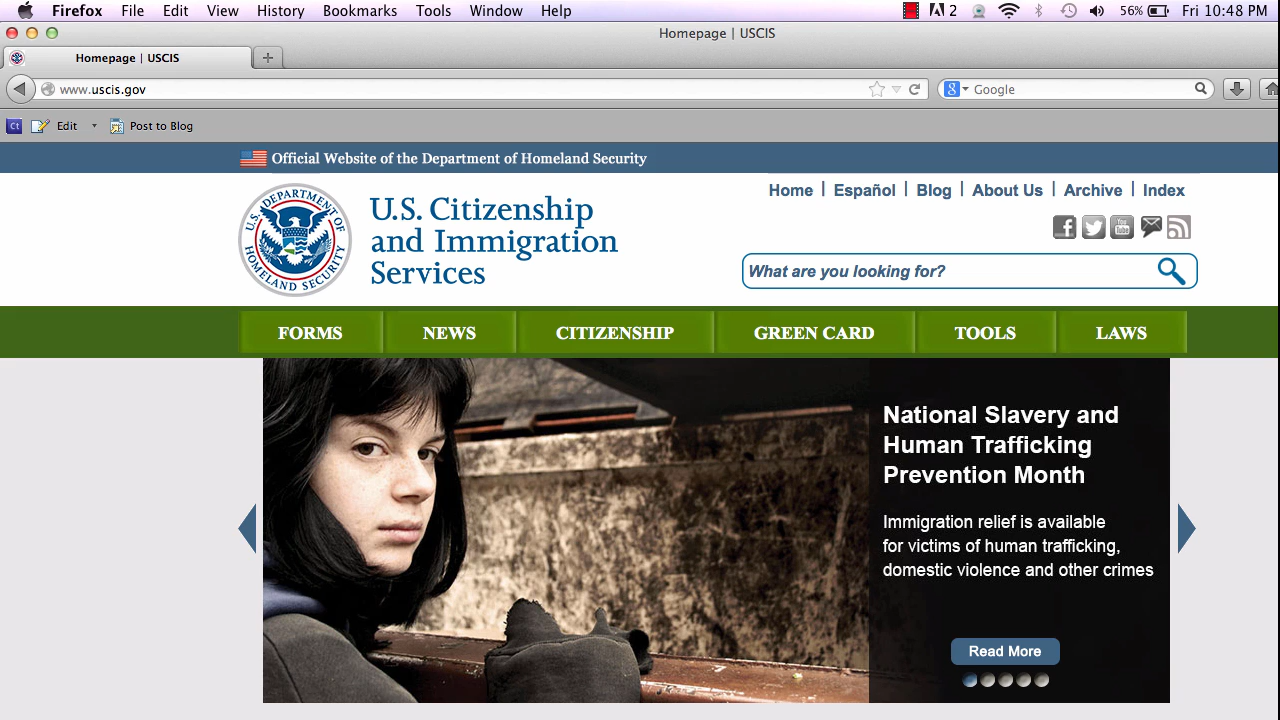 Firefox File Edit View History Bookmarks Tools Window Help 2 56% Fri 10:48 PM
Homepage | USCIS
Homepage | USCIS
www.uscis.gov
Google
Ct Edit Post to Blog
Official Website of the Department of Homeland Security
Home | Español | Blog | About Us | Archive | Index
U.S. DEPARTMENT OF HOMELAND SECURITY
U.S. Citizenship
and Immigration
Services
You Tube
What are you looking for?
FORMS NEWS CITIZENSHIP GREEN CARD TOOLS LAWS
National Slavery and
Human Trafficking
Prevention Month
Immigration relief is available
for victims of human trafficking,
domestic violence and other crimes
Read More